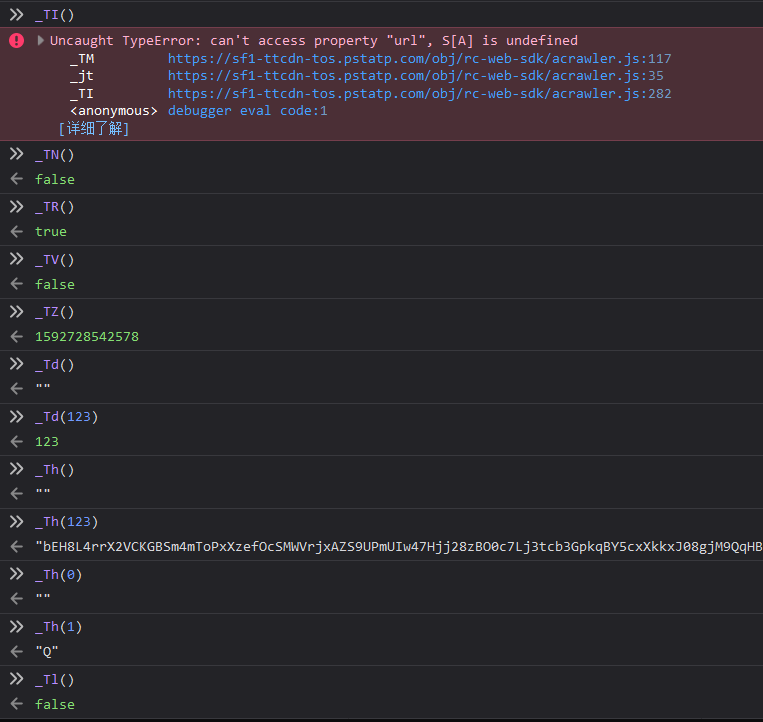 _TI()
Uncaught TypeError: can't access property "url", S[A] is undefined
_TM https://sf1-ttcdn-tos.pstatp.com/obj/rc-web-sdk/acrawler.js:117
_jt https://sf1-ttcdn-tos.pstatp.com/obj/rc-web-sdk/acrawler.js:35
_TI https://sf1-ttcdn-tos.pstatp.com/obj/rc-web-sdk/acrawler.js:282
<anonymous> debugger eval code:1
[详细了解]
_TN()
false
_TR()
true
_TV()
false
_TZ()
1592728542578
_Td()
""
_Td(123)
123
_Th()
""
_Th(123)
"bEH8L4rrX2VCKGBSm4mToPxXzefOcSMWVrjxAZS9UPmUIw47Hjj28zBO0c7Lj3tcb3GpkqBY5cxXkkxJ08gjM9QqHB
_Th(0)
""
_Th(1)
"Q"
_Tl()
false